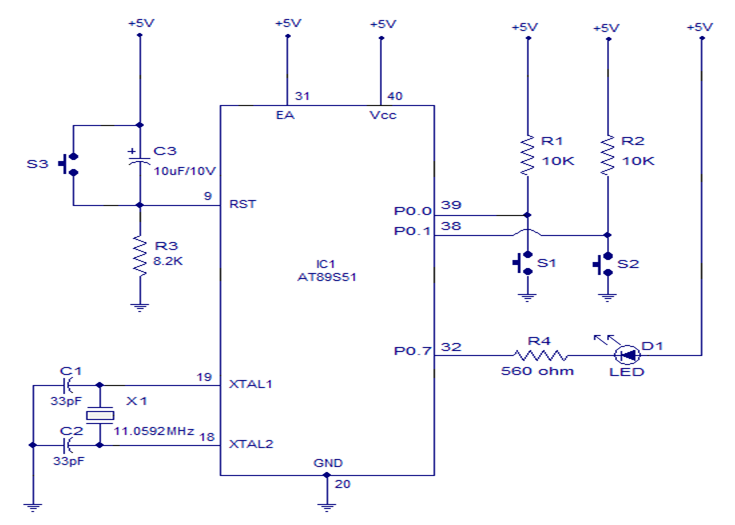 +5V
+5V
+5V
+5V
+5V
+5V
31
40
EA
Vcc
S3
+
C3
10uF/10V
R1
10K
R2
10K
9
RST
P0.0
39
P0.1
38
R3
8.2K
IC1
AT89S51
S1
S2
P0.7
32
R4
560 ohm
D1
LED
C1
33pF
19
XTAL1
X1
11.0592MHz
C2
33pF
18
XTAL2
GND
20